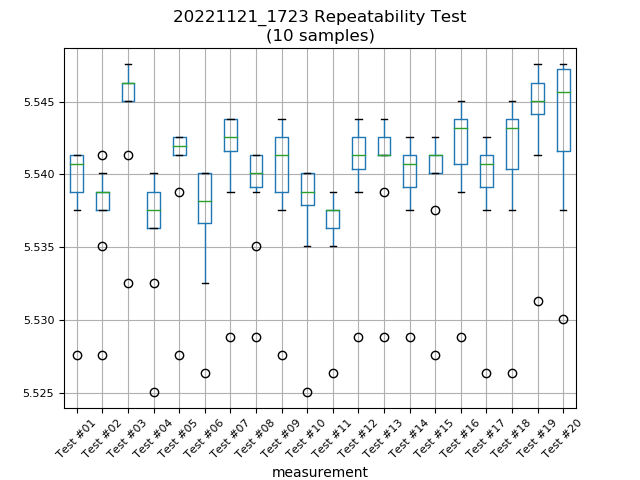 20221121_1723 Repeatability Test
(10 samples)
5.545
5.540
5.535
5.530
5.525
Test #01
Test #02
Test #03
Test #04
Test #05
Test #06
Test #07
Test #08
Test #09
Test #10
Test #11
Test #12
Test #13
Test #14
Test #15
Test #16
Test #17
Test #18
Test #19
Test #20
measurement